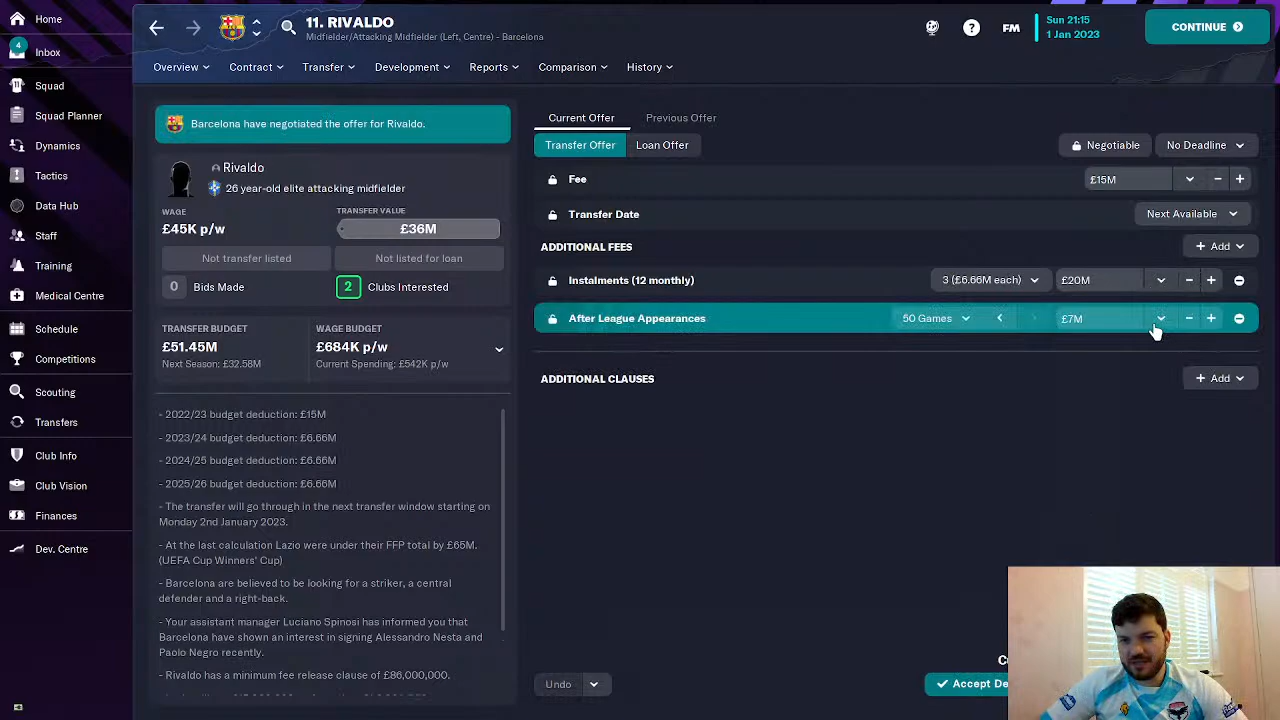 Home
4
Inbox
Squad
Squad Planner
Dynamics
Tactics
Data Hub
Staff
Training
Medical Centre
Schedule
Competitions
Scouting
Transfers
Club Info
Club Vision
Finances
Dev. Centre
11. RIVALDO
Midfielder/Attacking Midfielder (Left, Centre) - Barcelona
FM
Sun 21:15
1 Jan 2023
CONTINUE
Overview
Contract
Transfer
Development
Reports
Comparison
History
Barcelona have negotiated the offer for Rivaldo.
Rivaldo
26 year-old elite attacking midfielder
WAGE
£45K p/w
TRANSFER VALUE
£36M
Not transfer listed
Not listed for loan
0 Bids Made
2 Clubs Interested
TRANSFER BUDGET
£51.45M
Next Season: £32.58M
WAGE BUDGET
£684K p/w
Current Spending: £542K p/w
- 2022/23 budget deduction: £15M
- 2023/24 budget deduction: £6.66M
- 2024/25 budget deduction: £6.66M
- 2025/26 budget deduction: £6.66M
- The transfer will go through in the next transfer window starting on
Monday 2nd January 2023.
- At the last calculation Lazio were under their FFP total by £65M.
(UEFA Cup Winners' Cup)
- Barcelona are believed to be looking for a striker, a central
defender and a right-back.
- Your assistant manager Luciano Spinosi has informed you that
Barcelona have shown an interest in signing Alessandro Nesta and
Paolo Negro recently.
- Rivaldo has a minimum fee release clause of £86,000,000.
Current Offer
Previous Offer
Transfer Offer
Loan Offer
Negotiable
No Deadline
Fee
£15M
Transfer Date
Next Available
ADDITIONAL FEES
Add
Instalments (12 monthly)
3 (£6.66M each)
£20M
After League Appearances
50 Games
£7M
ADDITIONAL CLAUSES
Add
Undo
Accept De